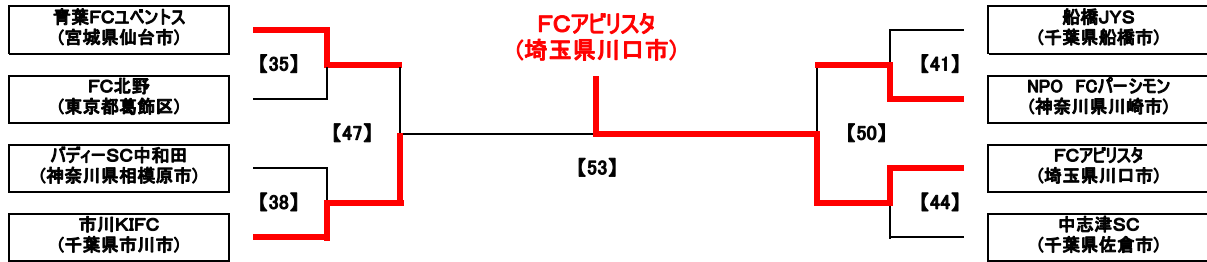 青葉FCユベントス
(宮城県仙台市)
FC北野
(東京都葛飾区)
バディーSC中和田
(神奈川県相模原市)
市川KIFC
(千葉県市川市)
【35】
【38】
【47】
FCアビリスタ
(埼玉県川口市)
【53】
【50】
【41】
【44】
船橋JYS
(千葉県船橋市)
NPO FCパーシモン
(神奈川県川崎市)
FCアビリスタ
(埼玉県川口市)
中志津SC
(千葉県佐倉市)